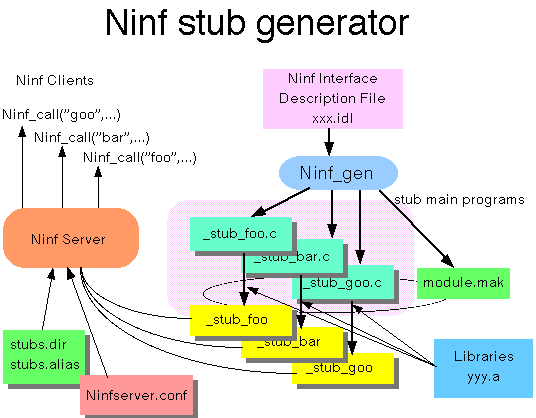 Ninf stub generator
Ninf Clients
Ninf_call("goo",...)
Ninf_call("bar",...)
Ninf_call("foo",...)
Ninf Interface
Description File
xxx.idl
Ninf_gen
stub main programs
_stub_foo.c
_stub_bar.c
_stub_goo.c
module.mak
Ninf Server
_stub_foo
_stub_bar
_stub_goo
stubs.dir
stubs.alias
Ninfserver.conf
Libraries
yyy.a